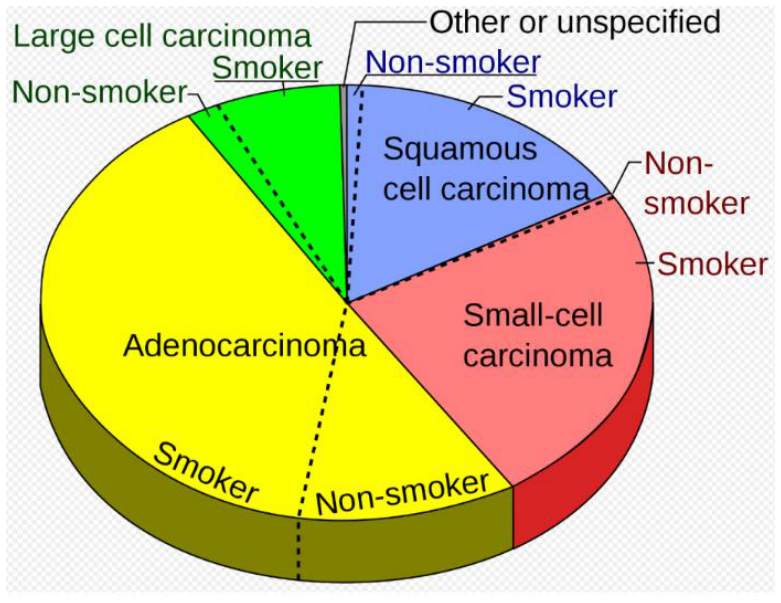 Other or unspecified
Large cell carcinoma
Smoker
Non-smoker
Non-smoker
Smoker
Squamous
cell carcinoma
Non-
smoker
Smoker
Small-cell
carcinoma
Adenocarcinoma
Smoker
Non-smoker